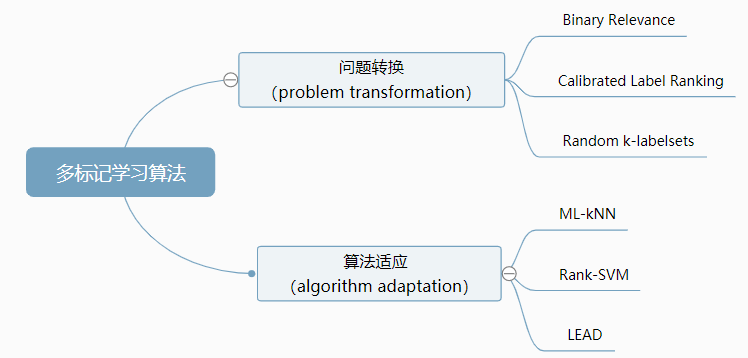 多标记学习算法
问题转换
（problem transformation）
Binary Relevance
Calibrated Label Ranking
Random k-labelsets
算法适应
（algorithm adaptation）
ML-kNN
Rank-SVM
LEAD